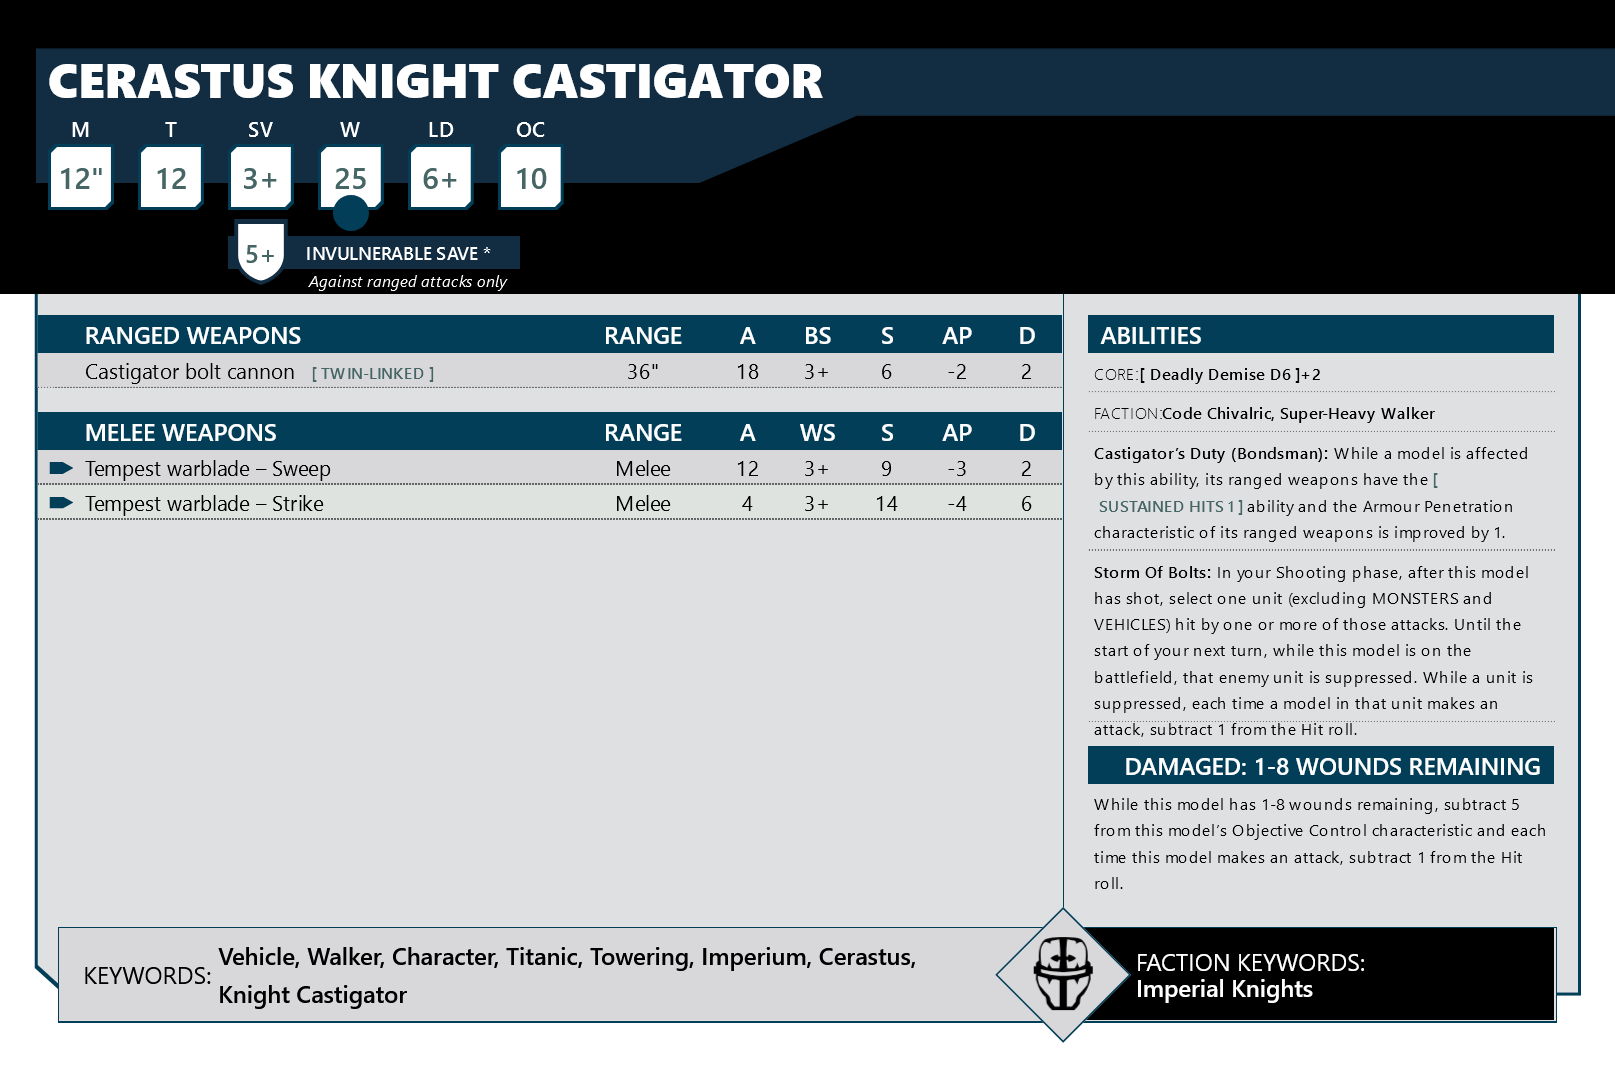 CERASTUS KNIGHT CASTIGATOR
M T SV W LD OC
12" 12 3+ 25 6+ 10
5+ INVULNERABLE SAVE *
Against ranged attacks only
RANGED WEAPONS RANGE A BS S AP D
Castigator bolt cannon [ TWIN-LINKED ] 36" 18 3+ 6 -2 2
MELEE WEAPONS RANGE A WS S AP D
Tempest warblade – Sweep Melee 12 3+ 9 -3 2
Tempest warblade – Strike Melee 4 3+ 14 -4 6
ABILITIES
CORE:[ Deadly Demise D6 ]+2
FACTION:Code Chivalric, Super-Heavy Walker
Castigator’s Duty (Bondsman): While a model is affected
by this ability, its ranged weapons have the [
SUSTAINED HITS 1 ] ability and the Armour Penetration
characteristic of its ranged weapons is improved by 1.
Storm Of Bolts: In your Shooting phase, after this model
has shot, select one unit (excluding MONSTERS and
VEHICLES) hit by one or more of those attacks. Until the
start of your next turn, while this model is on the
battlefield, that enemy unit is suppressed. While a unit is
suppressed, each time a model in that unit makes an
attack, subtract 1 from the Hit roll.
DAMAGED: 1-8 WOUNDS REMAINING
While this model has 1-8 wounds remaining, subtract 5
from this model’s Objective Control characteristic and each
time this model makes an attack, subtract 1 from the Hit
roll.
KEYWORDS: Vehicle, Walker, Character, Titanic, Towering, Imperium, Cerastus,
Knight Castigator
FACTION KEYWORDS:
Imperial Knights